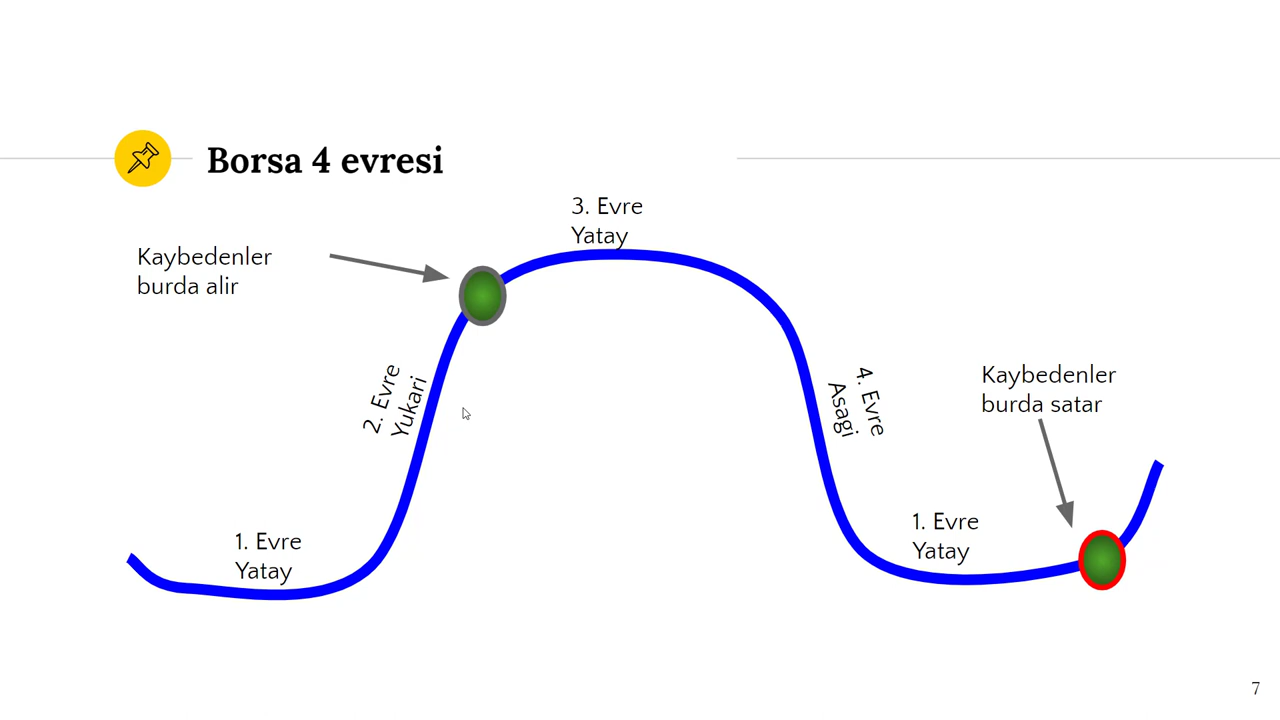 Borsa 4 evresi
3. Evre
Yatay
Kaybedenler
burda alir
2. Evre
Yukari
4. Evre
Asagi
Kaybedenler
burda satar
1. Evre
Yatay
1. Evre
Yatay
7